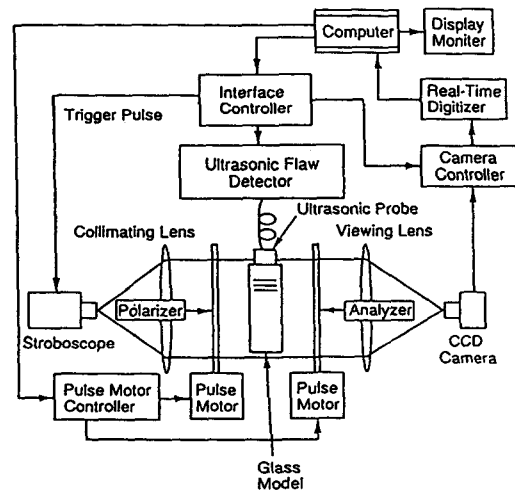 Computer
Display
Moniter
Interface
Controller
Real-Time
Digitizer
Trigger Pulse
Ultrasonic Flaw
Detector
Camera
Controller
Ultrasonic Probe
Collimating Lens
Viewing Lens
Polarizer
Analyzer
Stroboscope
CCD
Camera
Pulse Motor
Controller
Pulse
Motor
Pulse
Motor
Glass
Model